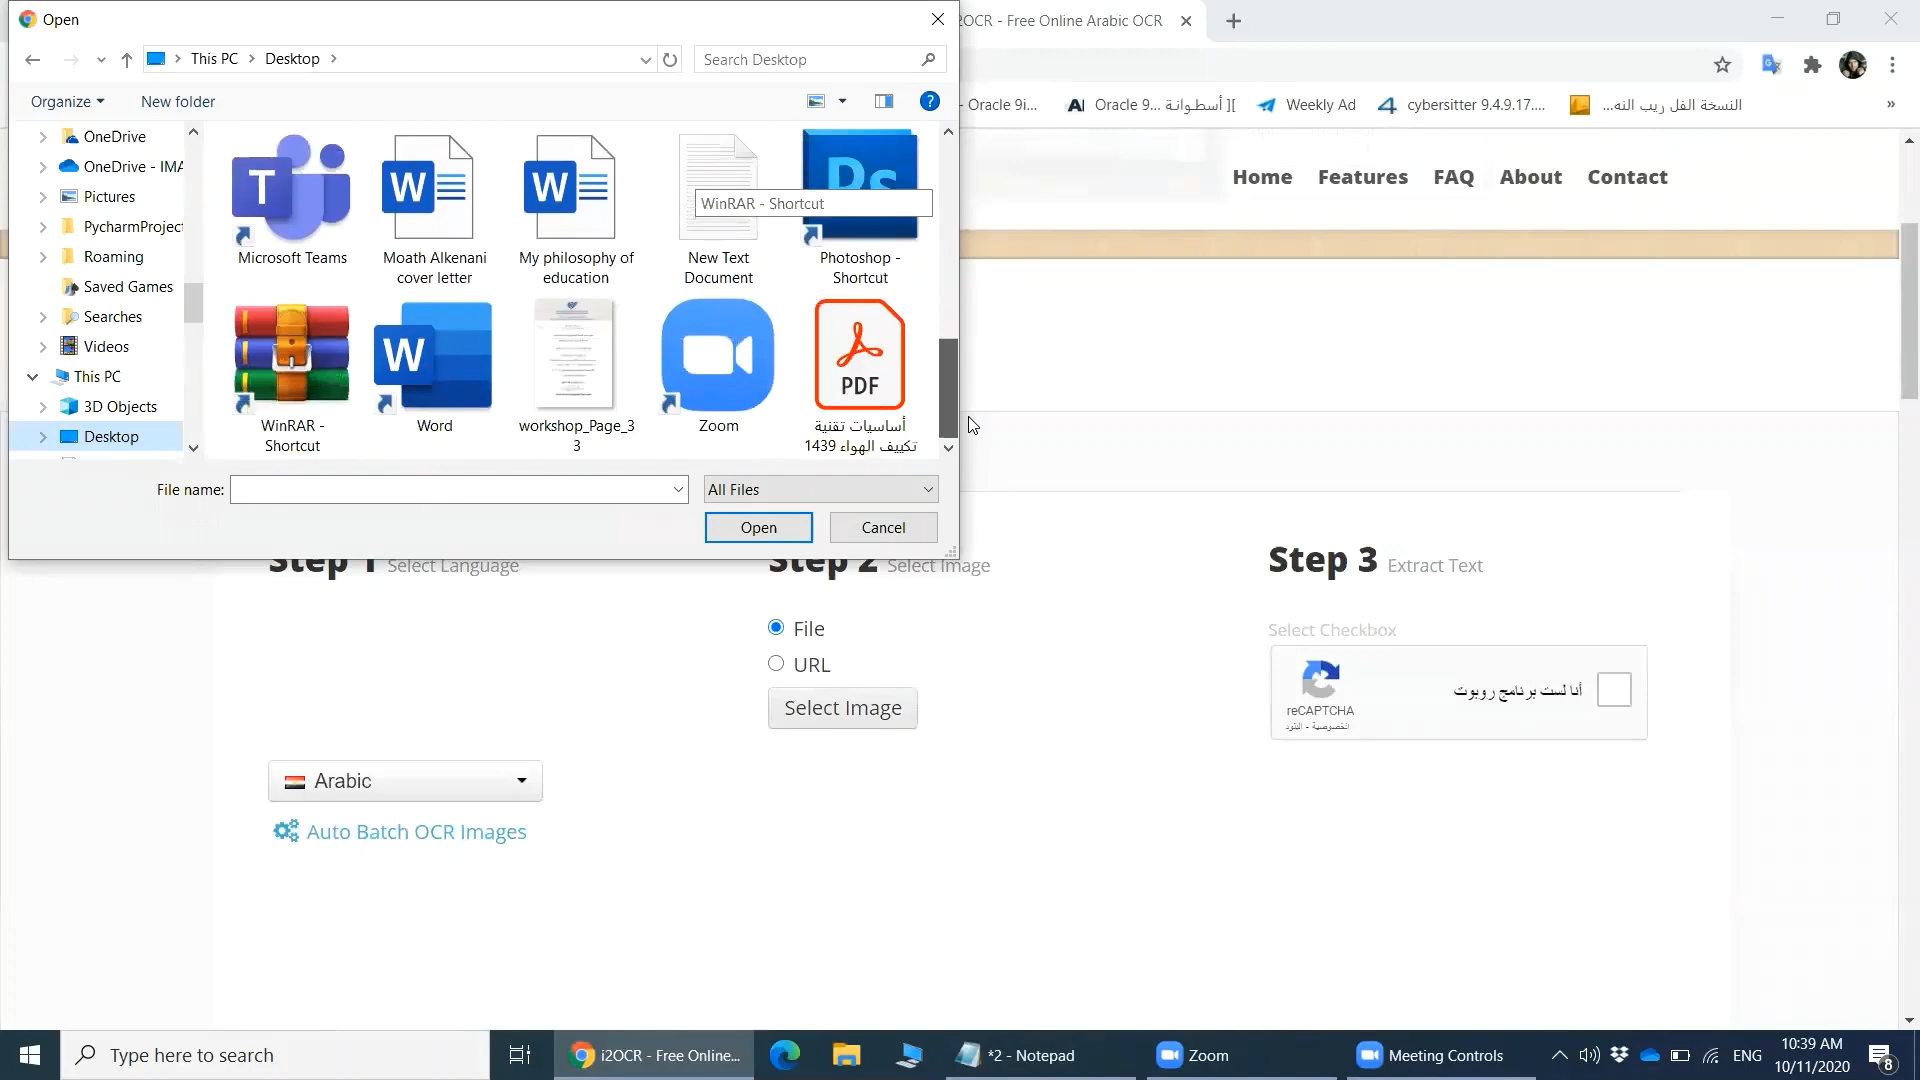 Open
i2OCR - Free Online Arabic OCR
This PC
Desktop
Search Desktop
Organize
New folder
- Oracle 9i...
Oracle 9... أسطوانة ][
Weekly Ad
cybersitter 9.4.9.17....
النسخة الفل ريب النه...
»
OneDrive
OneDrive - IMA
Pictures
PycharmProject
Roaming
Saved Games
Searches
Videos
This PC
3D Objects
Desktop
T
W
W
Ps
WinRAR - Shortcut
Microsoft Teams
Moath Alkenani
cover letter
My philosophy of
education
New Text
Document
Photoshop -
Shortcut
W
PDF
WinRAR -
Shortcut
Word
workshop_Page_3
3
Zoom
أساسيات تقنية
تكييف الهواء 1439
File name:
All Files
Open
Cancel
Home
Features
FAQ
About
Contact
Step 1 Select Language
Step 2 Select Image
Step 3 Extract Text
File
URL
Select Image
Select Checkbox
أنا لست برنامج روبوت
reCAPTCHA
الخصوصية - البنود
Arabic
Auto Batch OCR Images
Type here to search
i2OCR - Free Online...
*2 - Notepad
Zoom
Meeting Controls
ENG
10:39 AM
10/11/2020
8